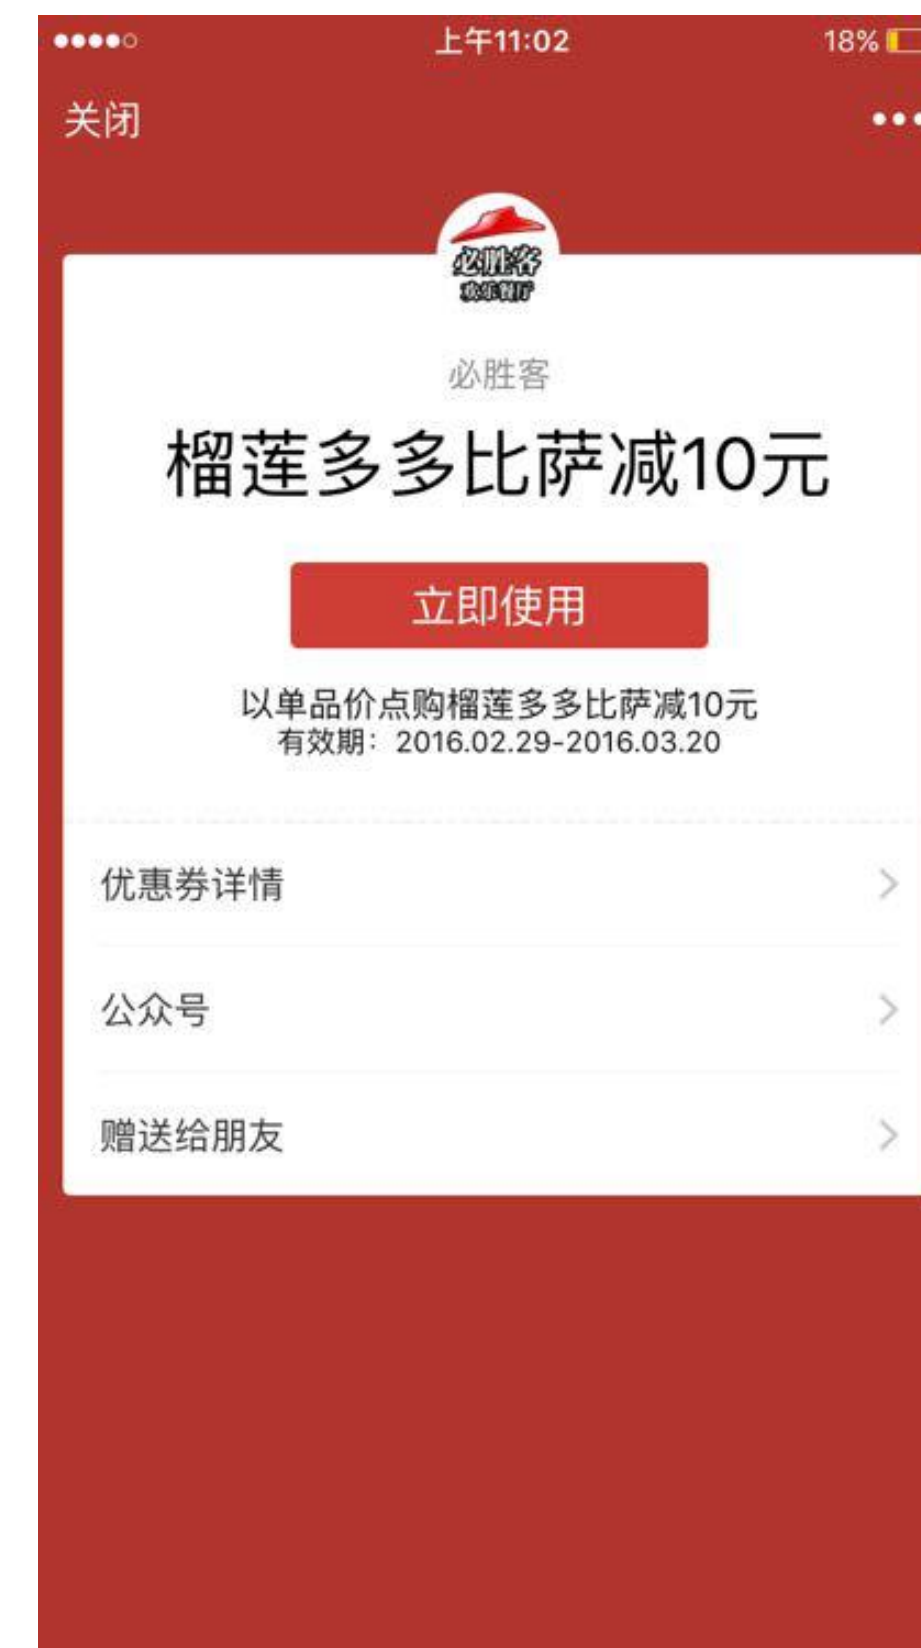 上午11:02
18%
关闭
必胜客
欢乐餐厅
必胜客
榴莲多多比萨减10元
立即使用
以单品价点购榴莲多多比萨减10元
有效期：2016.02.29-2016.03.20
优惠券详情
公众号
赠送给朋友